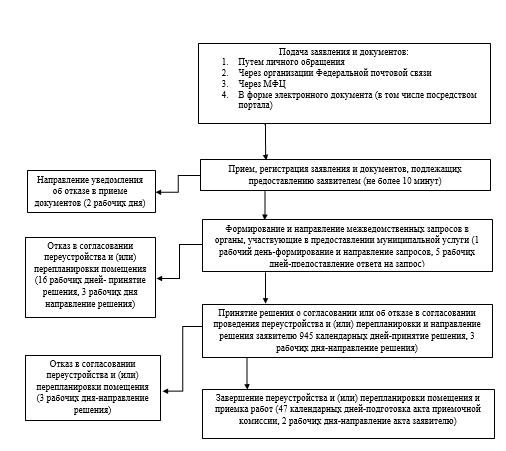 Подача заявления и документов:
1. Путем личного обращения
2. Через организации Федеральной почтовой связи
3. Через МФЦ
4. В форме электронного документа (в том числе посредством
портала)
Прием, регистрация заявления и документов, подлежащих
предоставлению заявителем (не более 10 минут)
Направление уведомления
об отказе в приеме
документов (2 рабочих дня)
Формирование и направление межведомственных запросов в
органы, участвующие в предоставлении муниципальной услуги (1
рабочий день-формирование и направление запросов, 5 рабочих
дней-предоставление ответа на запрос)
Отказ в согласовании
переустройства и (или)
перепланировки помещения
(16 рабочих дней- принятие
решения, 3 рабочих дня
направление решения)
Принятие решения о согласовании или об отказе в согласовании
проведения переустройства и (или) перепланировки и направление
решения заявителю 945 календарных дней-принятие решения, 3
рабочих дня-направление решения)
Отказ в согласовании
переустройства и (или)
перепланировки помещения
(3 рабочих дня-направление
решения)
Завершение переустройства и (или) перепланировки помещения и
приемка работ (47 календарных дней-подготовка акта приемочной
комиссии, 2 рабочих дня-направление акта заявителю)